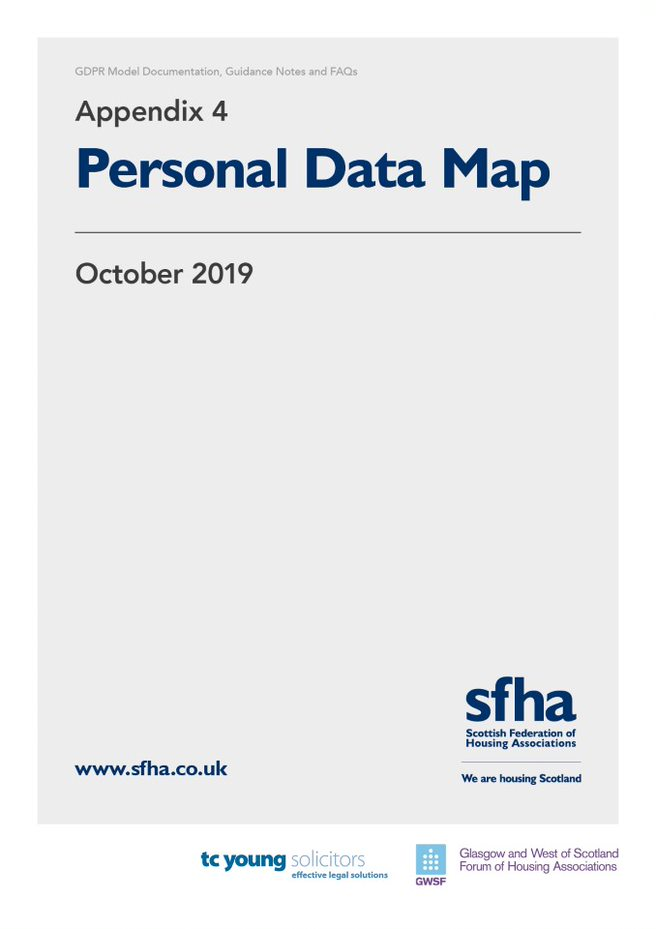 GDPR Model Documentation, Guidance Notes and FAQs
Appendix 4
Personal Data Map
October 2019
sfha
Scottish Federation of
Housing Associations
www.sfha.co.uk
We are housing Scotland
tc young solicitors
effective legal solutions
GWSF
Glasgow and West of Scotland
Forum of Housing Associations